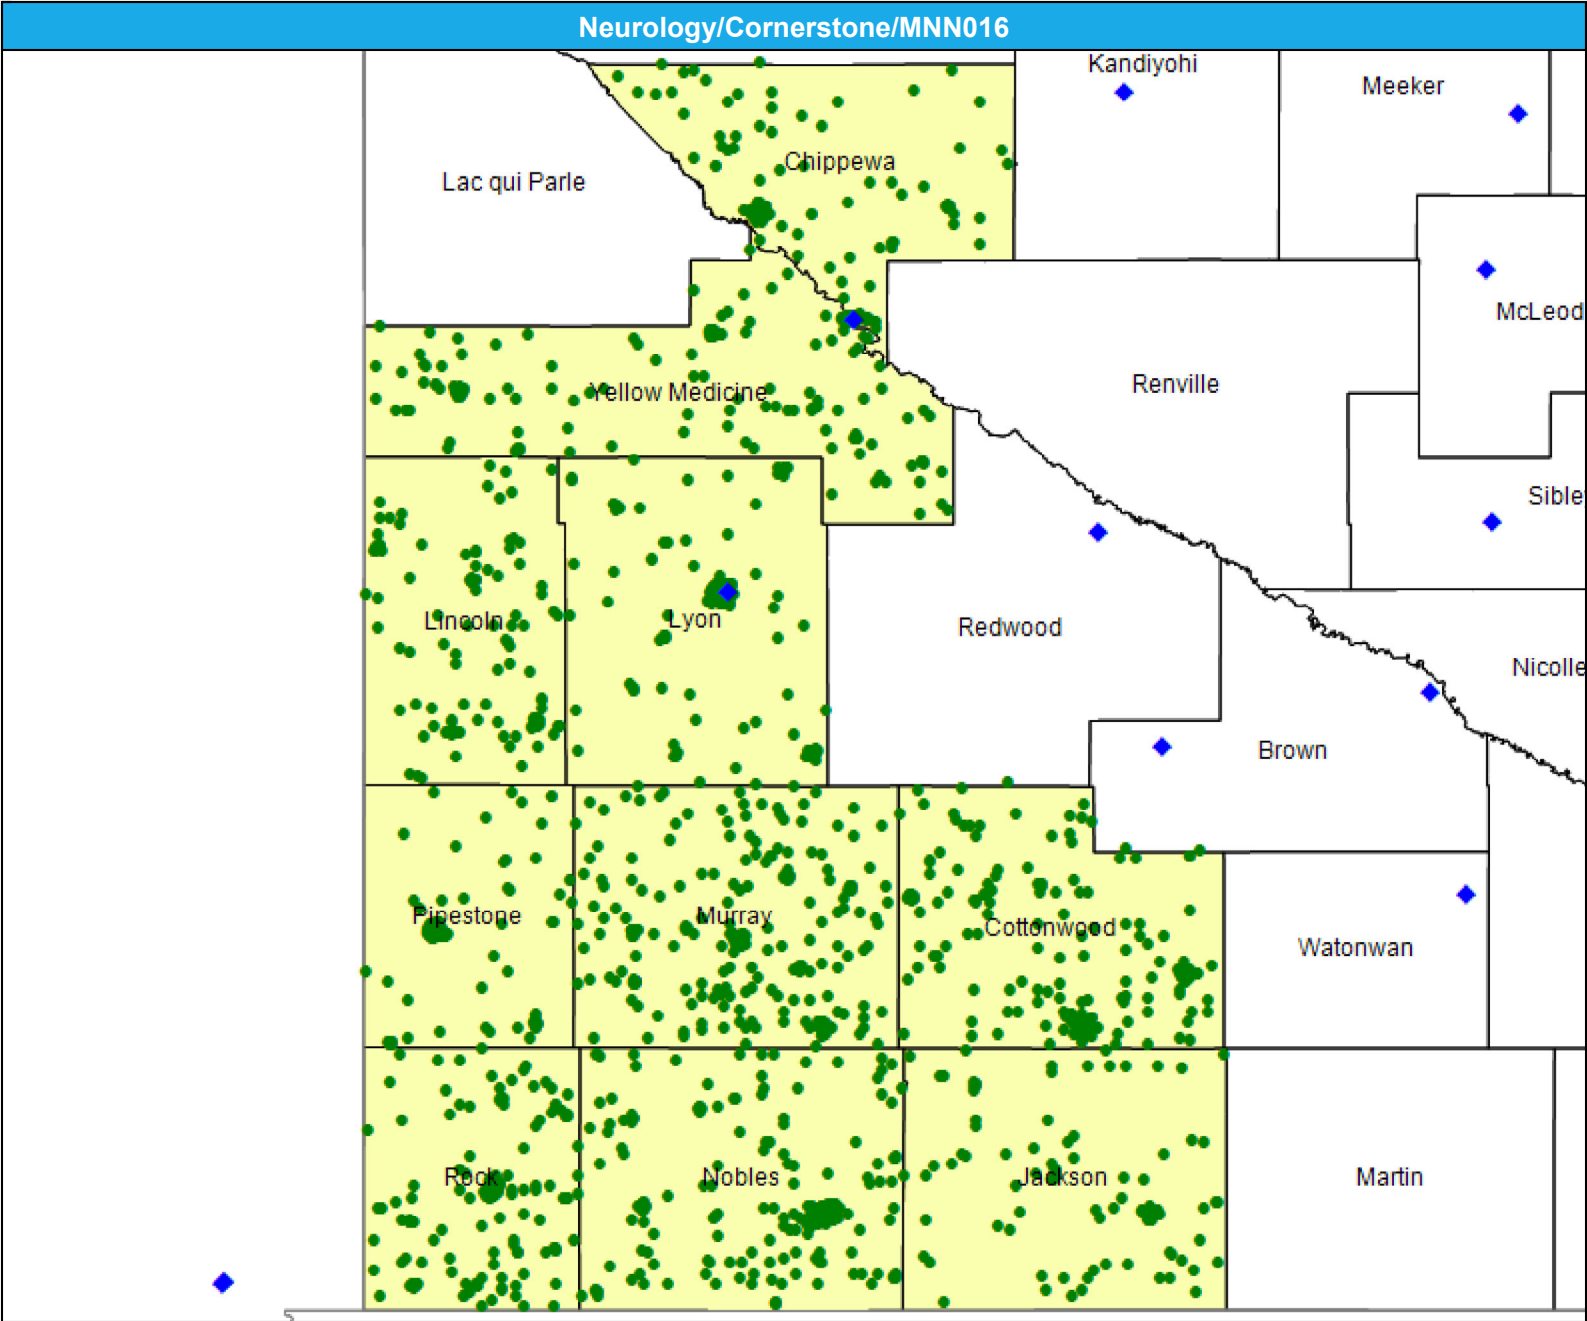 Neurology/Cornerstone/MNN016
Kandiyohi
Meeker
Chippewa
Lac qui Parle
McLeod
Renville
Yellow Medicine
Sible
Lincoln
Lyon
Redwood
Nicolle
Brown
Pipestone
Murray
Cottonwood
Watonwan
Rock
Nobles
Jackson
Martin